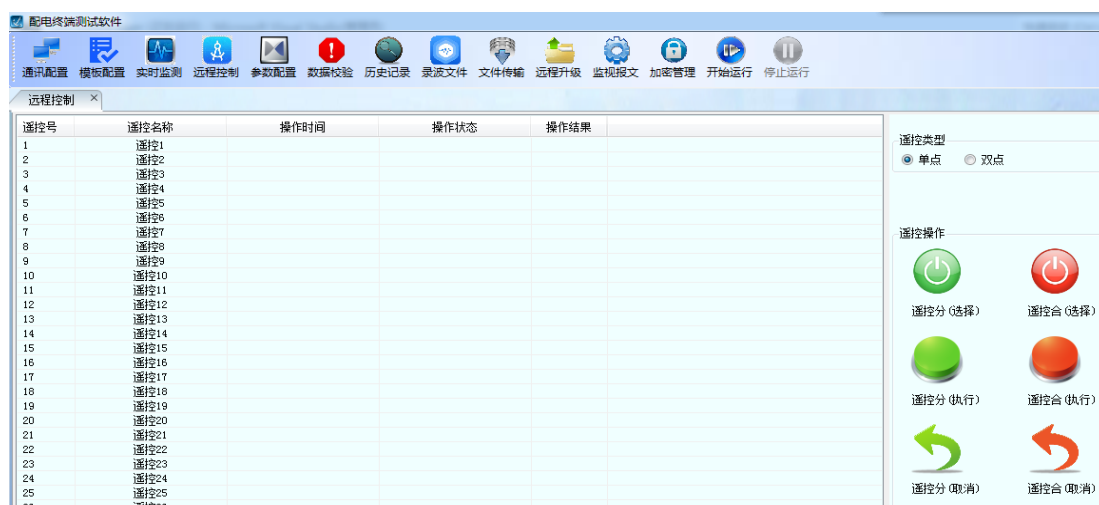 配电终端测试软件
通讯配置 模板配置 实时监测 远程控制 参数配置 数据校验 历史记录 录波文件 文件传输 远程升级 监视报文 加密管理 开始运行 停止运行
远程控制 ×
遥控号 遥控名称 操作时间 操作状态 操作结果
1 遥控1
2 遥控2
3 遥控3
4 遥控4
5 遥控5
6 遥控6
7 遥控7
8 遥控8
9 遥控9
10 遥控10
11 遥控11
12 遥控12
13 遥控13
14 遥控14
15 遥控15
16 遥控16
17 遥控17
18 遥控18
19 遥控19
20 遥控20
21 遥控21
22 遥控22
23 遥控23
24 遥控24
25 遥控25
遥控类型
单点 双点
遥控操作
遥控分(选择) 遥控合(选择)
遥控分(执行) 遥控合(执行)
遥控分(取消) 遥控合(取消)